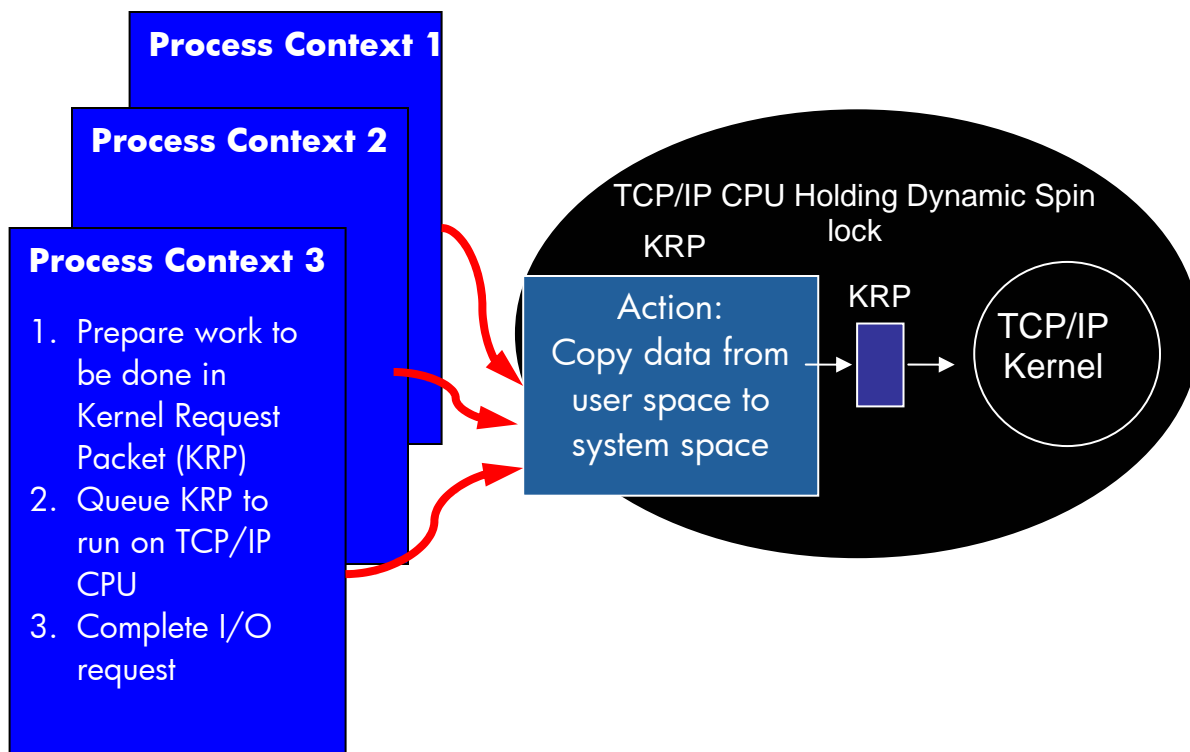 Process Context 1
Process Context 2
Process Context 3
1. Prepare work to
be done in
Kernel Request
Packet (KRP)
2. Queue KRP to
run on TCP/IP
CPU
3. Complete I/O
request
TCP/IP CPU Holding Dynamic Spin
lock
KRP
Action:
Copy data from
user space to
system space
KRP
TCP/IP
Kernel